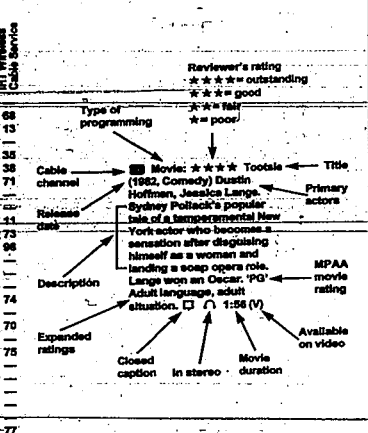 Cable Service
Reviewer's rating
★★★★= outstanding
★★★= good
★★= fair
★= poor
Type of
programming
68
13
35
38
71
11
73
96
74
70
75
77
Cable
channel
Movie: ★★★★ Tootsie
Title
(1982, Comedy) Dustin
Hoffman, Jessica Lange.
Primary
actors
Release
date
Sydney Pollack's popular
tale of a temperamental New
York actor who becomes a
sensation after disguising
himself as a woman and
landing a soap opera role.
Lange won an Oscar. 'PG'
Adult language, adult
situation. 1:56 (V)
Description
MPAA
movie
rating
Expanded
ratings
Closed
caption
In stereo
Movie
duration
Available
on video